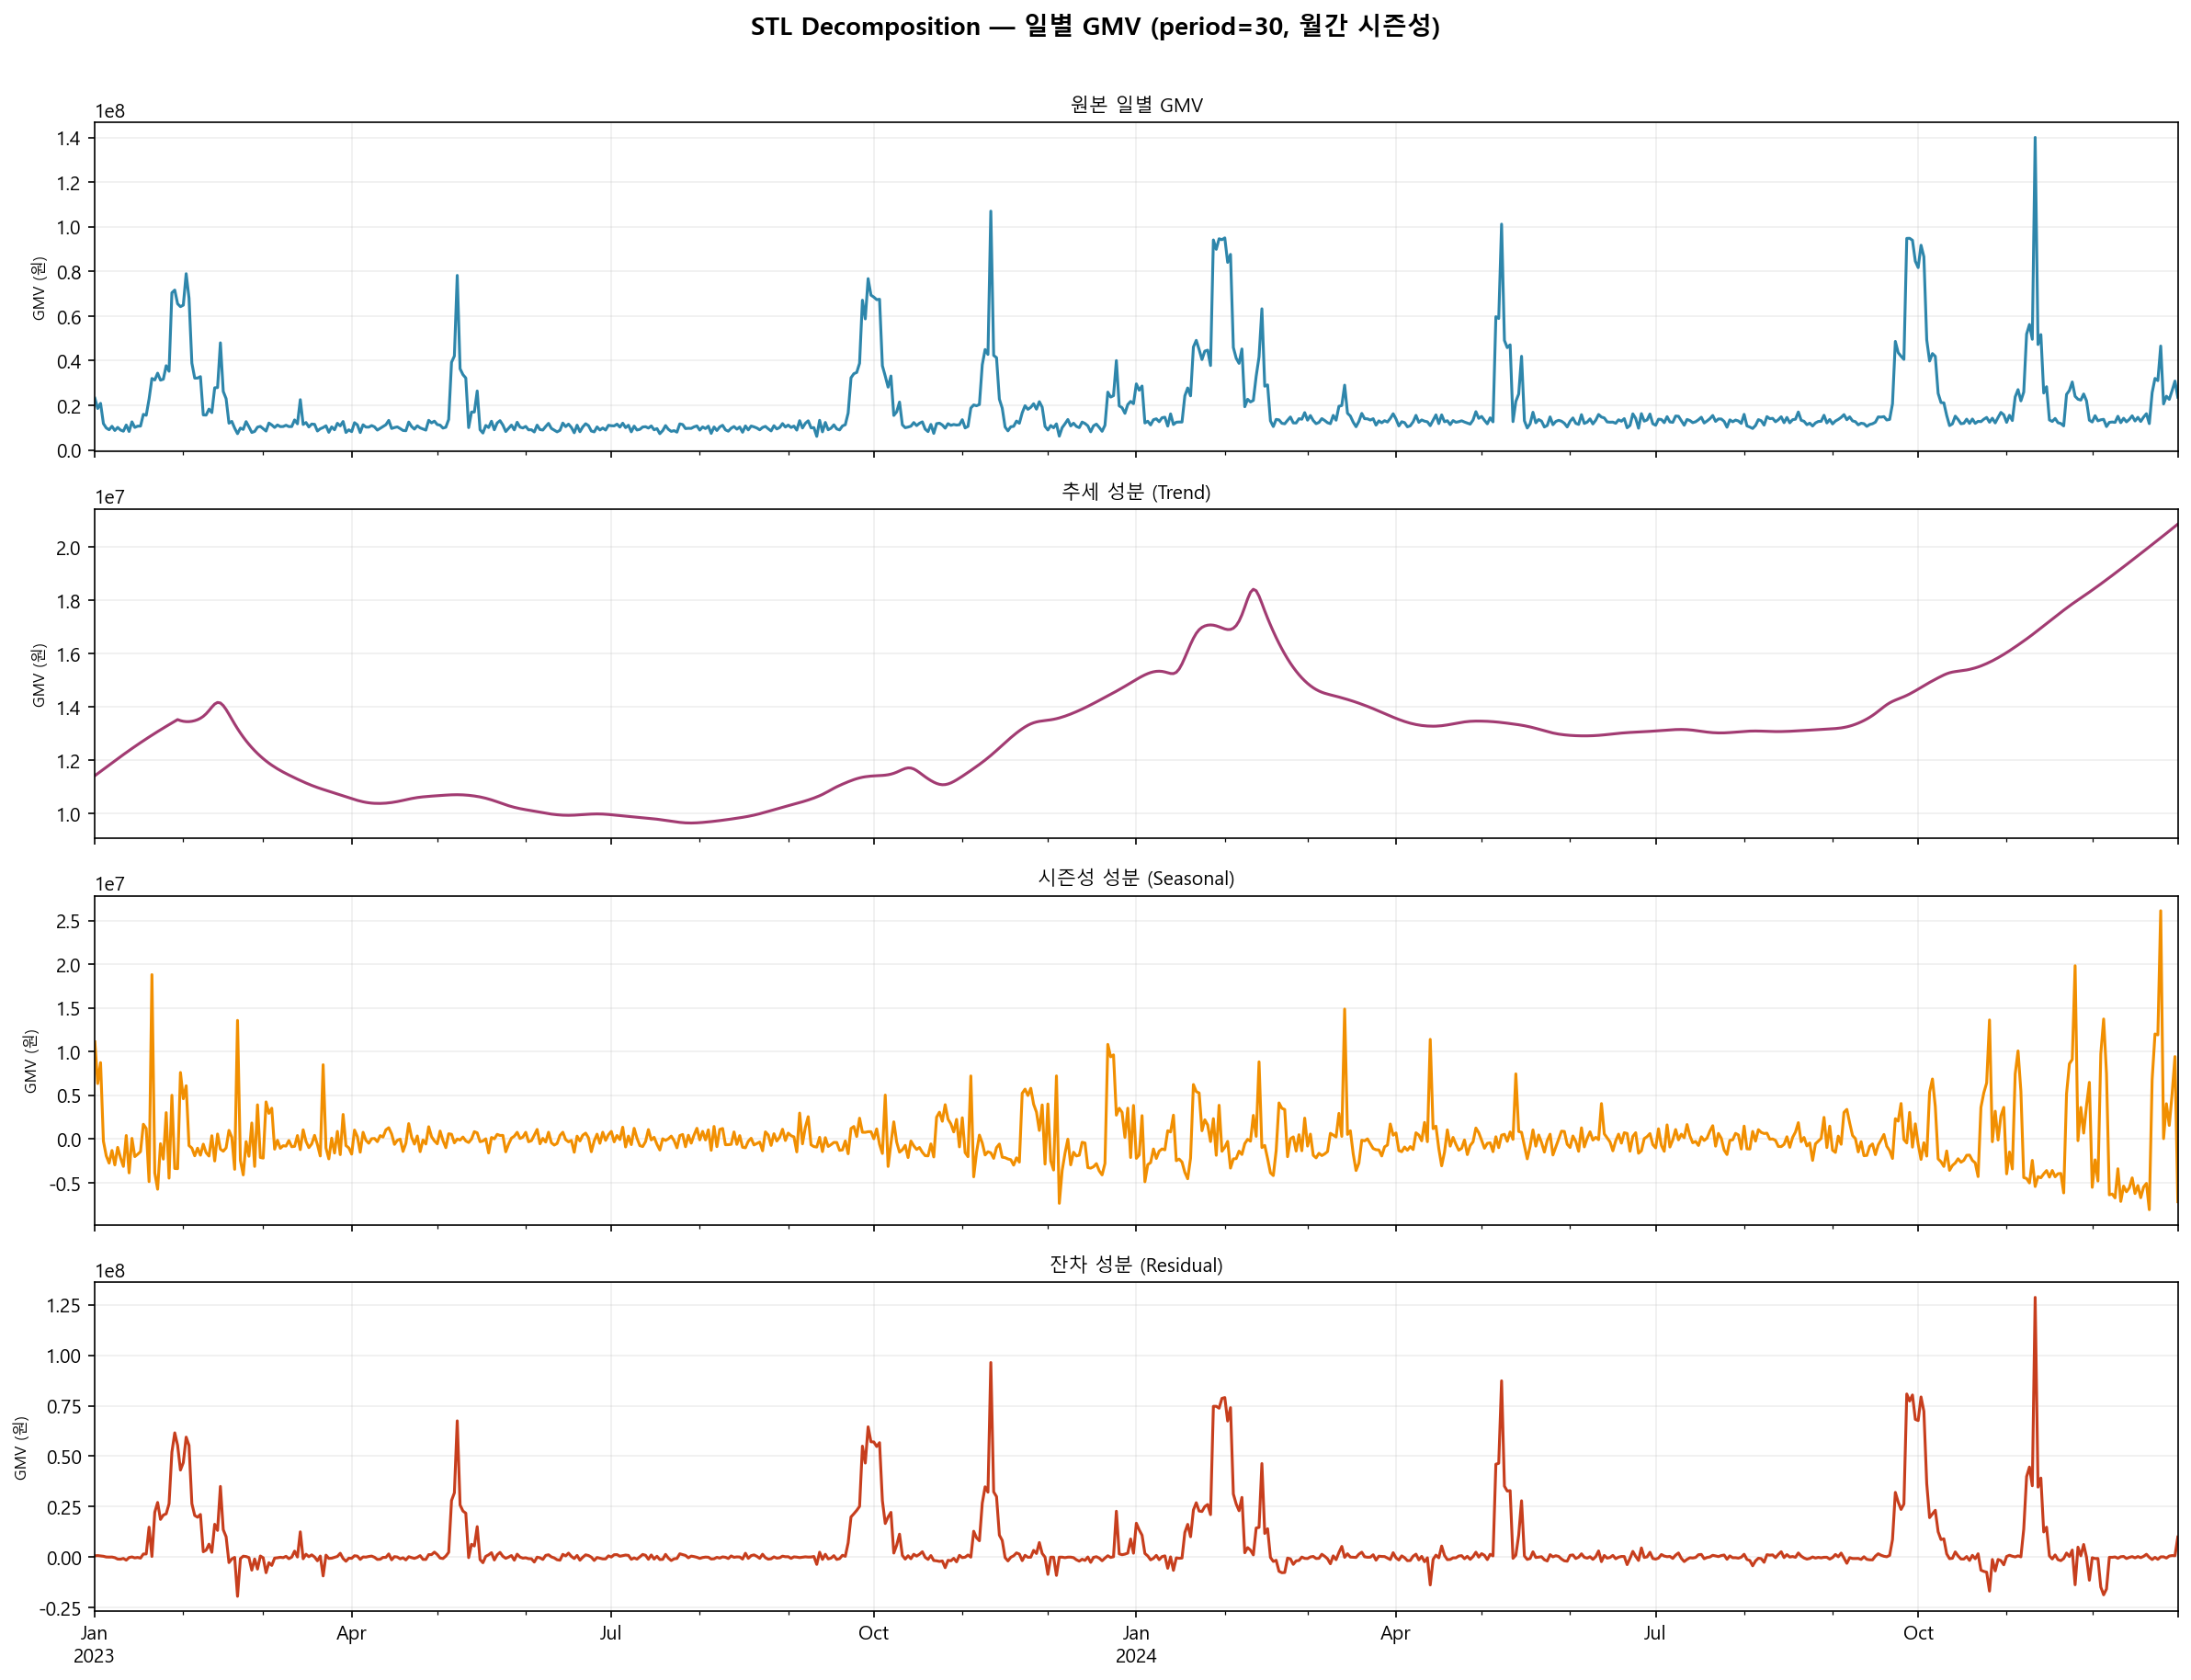 STL Decomposition — 일별 GMV (period=30, 월간 시즌성)
원본 일별 GMV
1e8
1.4
1.2
1.0
0.8
0.6
0.4
0.2
0.0
GMV (원)
추세 성분 (Trend)
1e7
2.0
1.8
1.6
1.4
1.2
1.0
GMV (원)
시즌성 성분 (Seasonal)
1e7
2.5
2.0
1.5
1.0
0.5
0.0
-0.5
GMV (원)
잔차 성분 (Residual)
1e8
1.25
1.00
0.75
0.50
0.25
0.00
-0.25
GMV (원)
Jan Apr Jul Oct Jan Apr Jul Oct
2023 2024